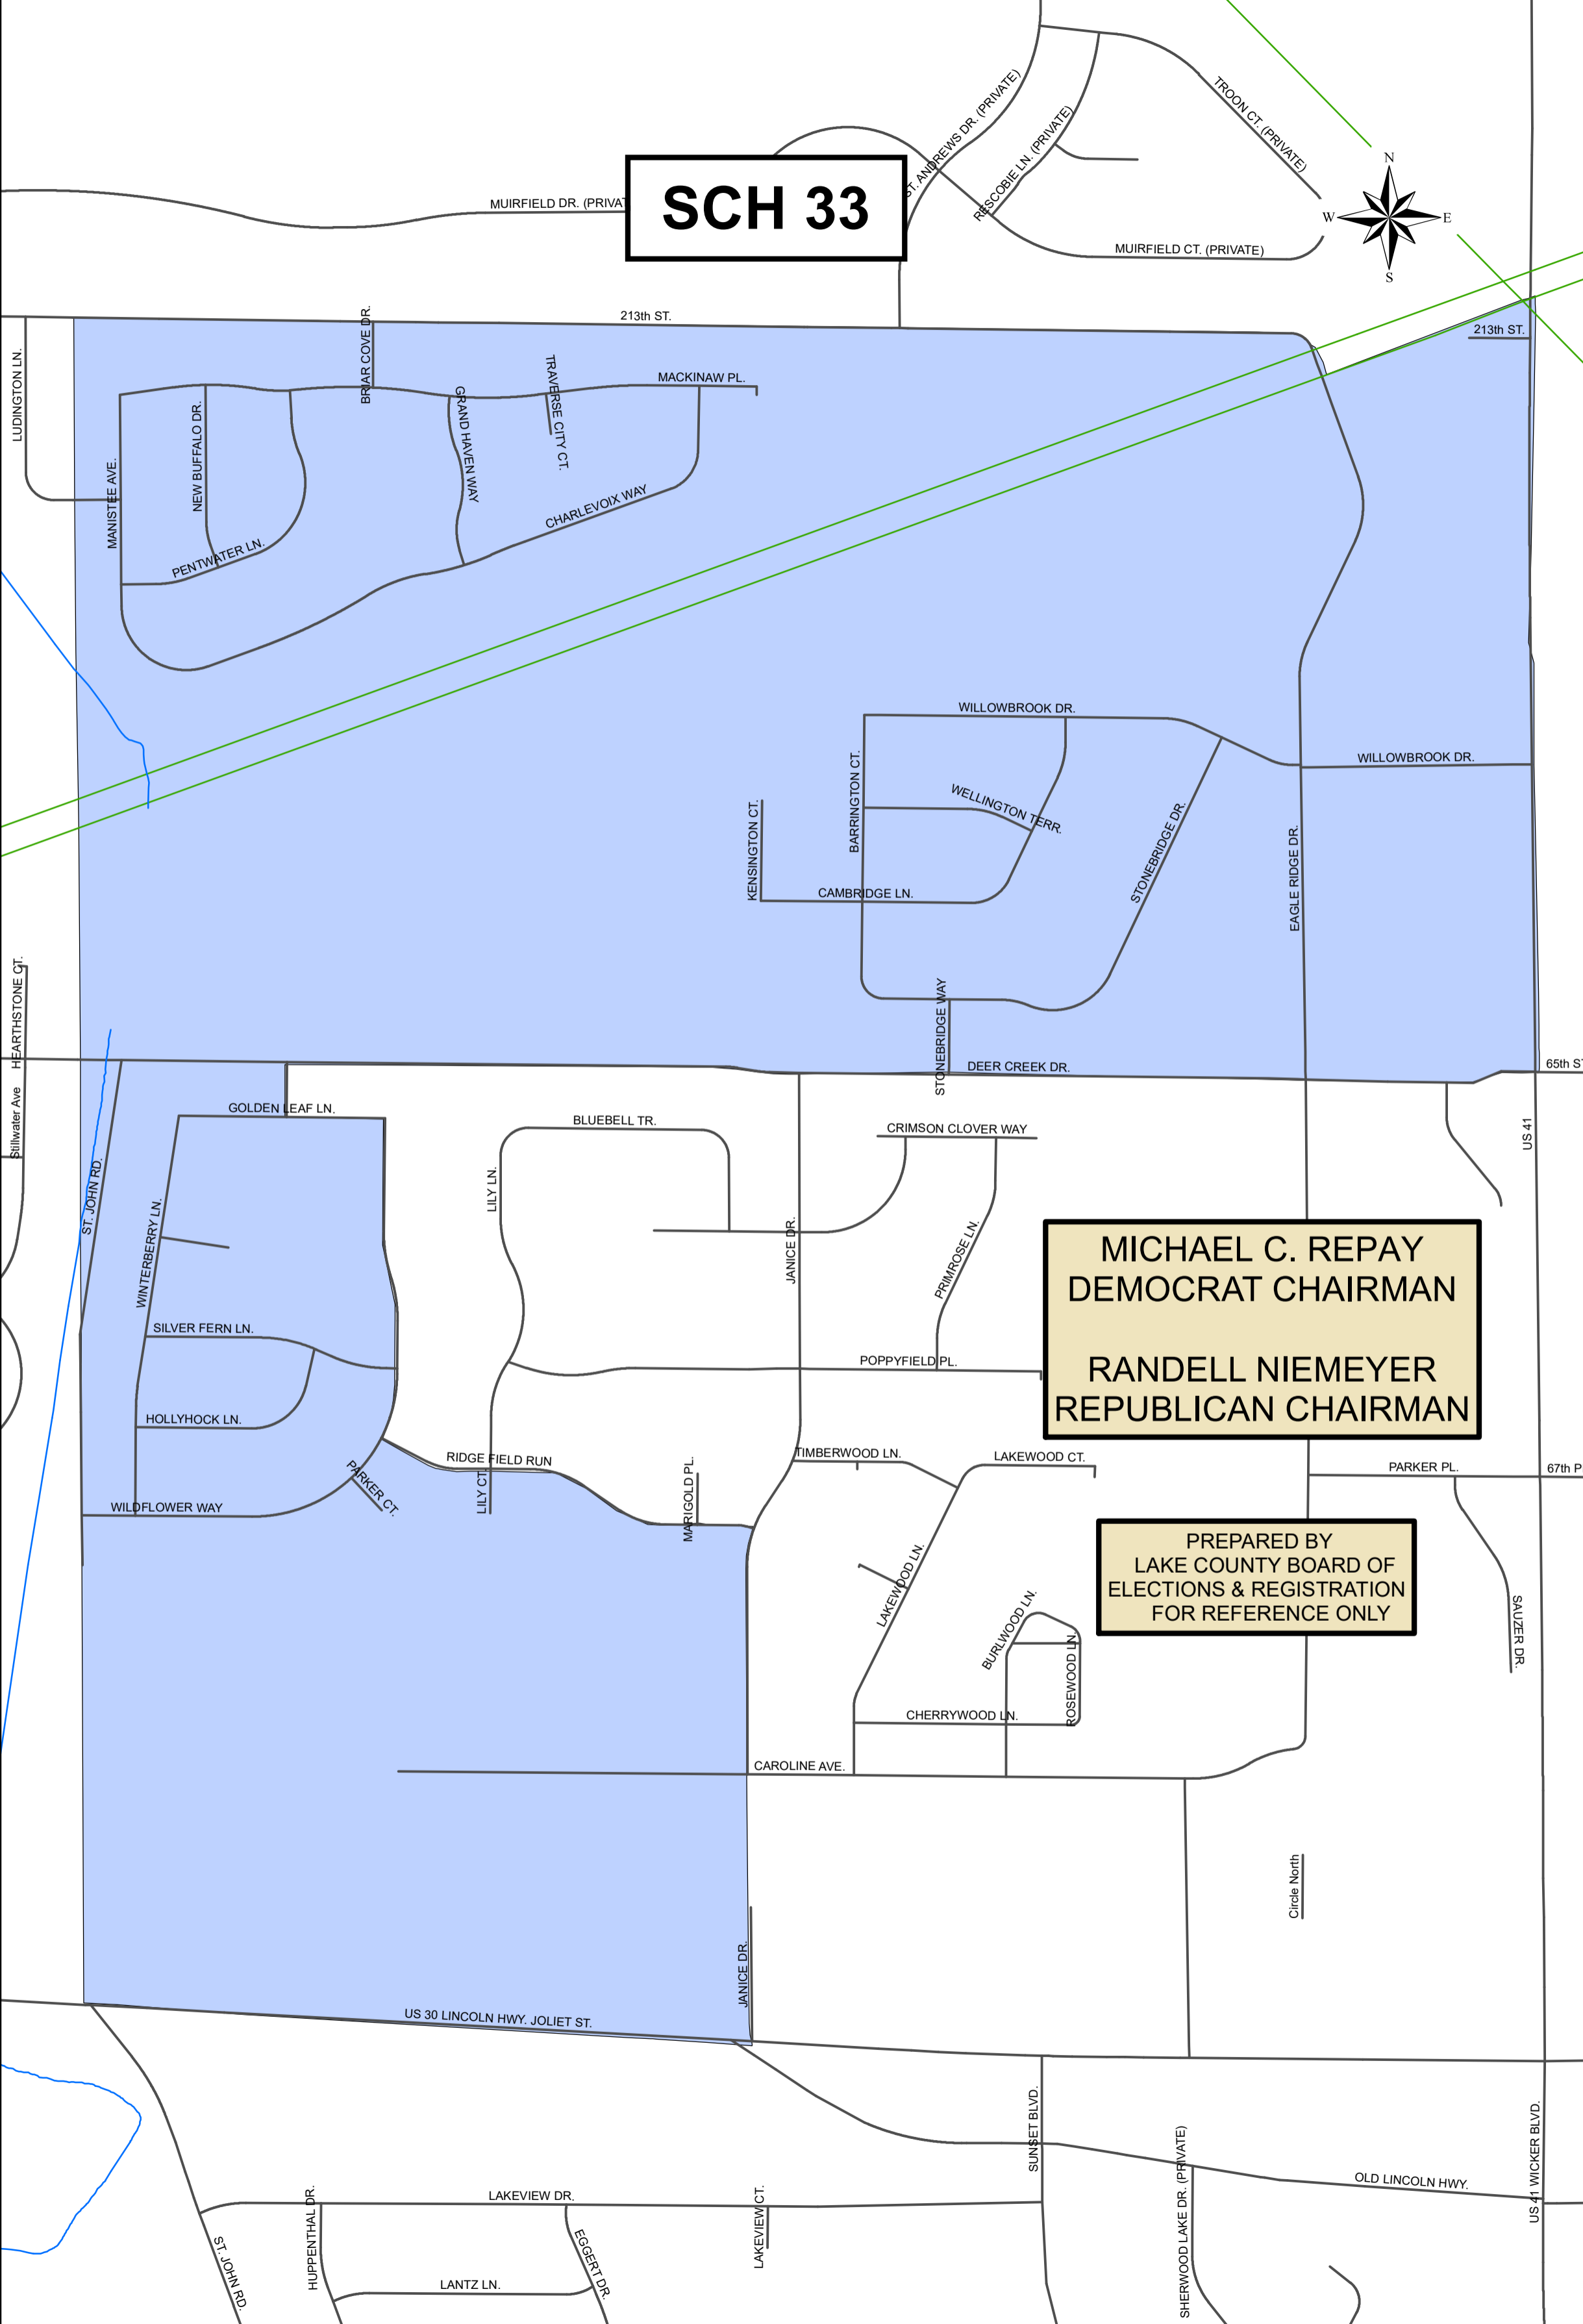 TROON CT. (PRIVATE)
ST. ANDREWS DR. (PRIVATE)
RESCOBIE LN. (PRIVATE)
N
W
E
S
SCH 33
MUIRFIELD DR. (PRIVAT
MUIRFIELD CT. (PRIVATE)
213th ST.
213th ST.
LUDINGTON LN.
BRIAR COVE DR.
TRAVERSE CITY CT.
MACKINAW PL.
GRAND HAVEN WAY
NEW BUFFALO DR.
MANISTEE AVE.
CHARLEVOIX WAY
PENTWATER LN.
WILLOWBROOK DR.
WILLOWBROOK DR.
BARRINGTON CT.
WELLINGTON TERR.
KENSINGTON CT.
STONEBRIDGE DR.
EAGLE RIDGE DR.
CAMBRIDGE LN.
HEARTHSTONE CT.
STONEBRIDGE WAY
DEER CREEK DR.
65th ST
Stillwater Ave
GOLDEN LEAF LN.
BLUEBELL TR.
CRIMSON CLOVER WAY
US 41
ST. JOHN RD.
LILY LN.
WINTERBERRY LN.
JANICE DR.
PRIMROSE LN.
MICHAEL C. REPAY
DEMOCRAT CHAIRMAN
RANDELL NIEMEYER
REPUBLICAN CHAIRMAN
SILVER FERN LN.
POPPYFIELD PL.
HOLLYHOCK LN.
RIDGE FIELD RUN
TIMBERWOOD LN.
LAKEWOOD CT.
PARKER PL.
67th P
PARKER CT.
LILY CT.
MARIGOLD PL.
WILDFLOWER WAY
PREPARED BY
LAKE COUNTY BOARD OF
ELECTIONS & REGISTRATION
FOR REFERENCE ONLY
LAKEWOOD LN.
BURLWOOD LN.
ROSEWOOD LN.
SAUZER DR.
CHERRYWOOD LN.
CAROLINE AVE.
Circle North
JANICE DR.
US 30 LINCOLN HWY. JOLIET ST.
SUNSET BLVD.
SHERWOOD LAKE DR. (PRIVATE)
US 41 WICKER BLVD.
OLD LINCOLN HWY.
LAKEVIEW DR.
LAKEVIEW CT.
HUPPENTHAL DR.
EGGERT DR.
ST. JOHN RD.
LANTZ LN.